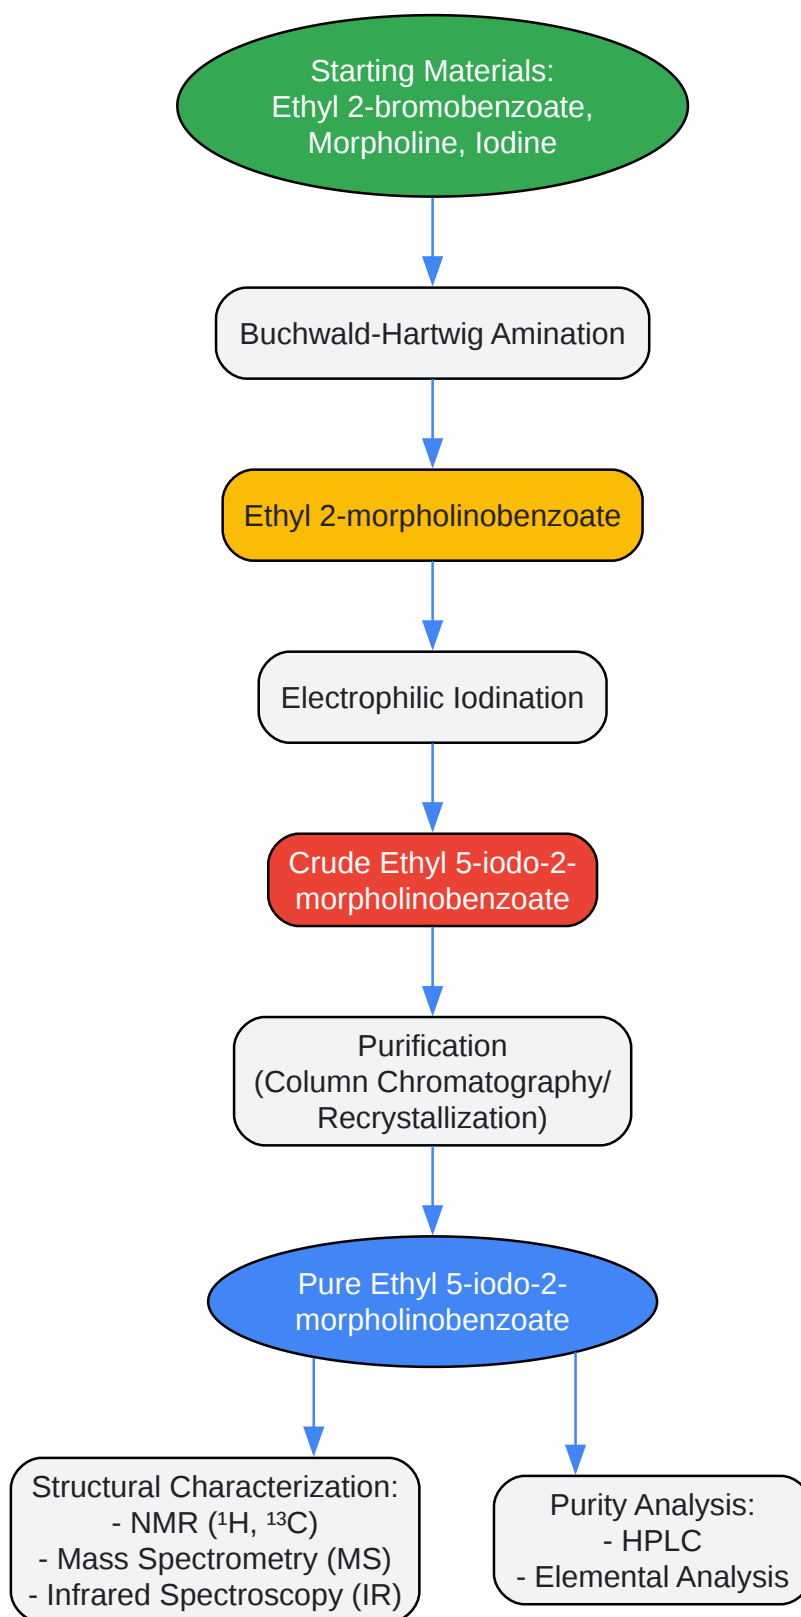 Starting Materials:
Ethyl 2-bromobenzoate,
Morpholine, Iodine
Buchwald-Hartwig Amination
Ethyl 2-morpholinobenzoate
Electrophilic Iodination
Crude Ethyl 5-iodo-2-
morpholinobenzoate
Purification
(Column Chromatography/
Recrystallization)
Pure Ethyl 5-iodo-2-
morpholinobenzoate
Structural Characterization:
- NMR (¹H, ¹³C)
- Mass Spectrometry (MS)
- Infrared Spectroscopy (IR)
Purity Analysis:
- HPLC
- Elemental Analysis